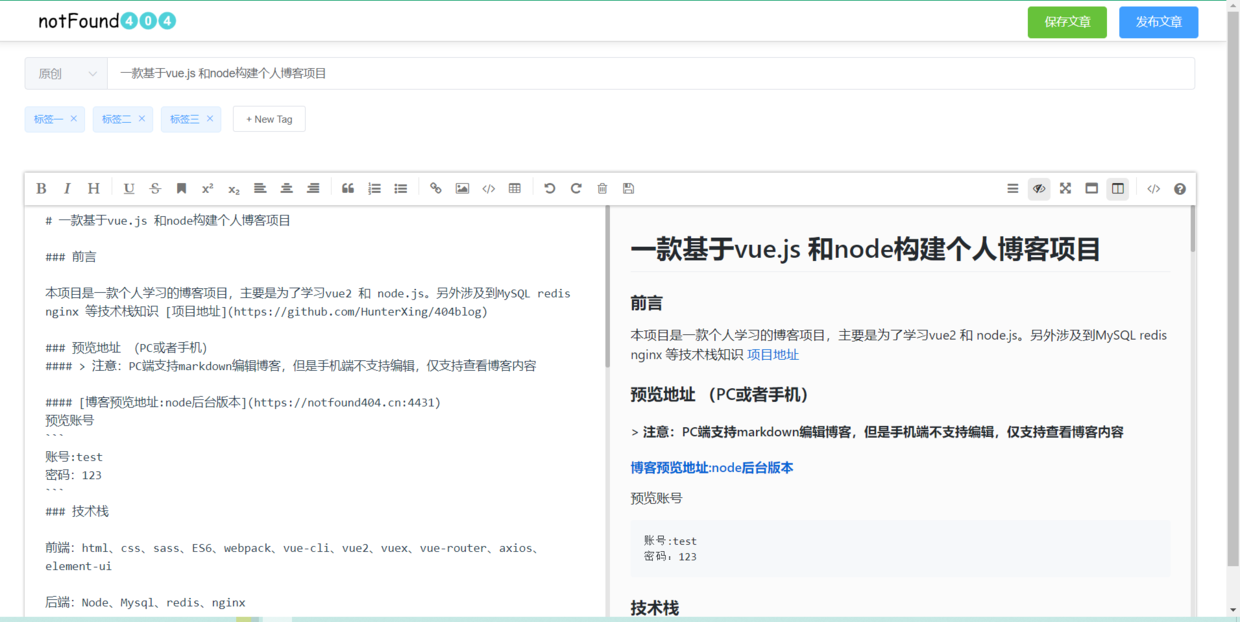 notFound404
保存文章
发布文章
原创
一款基于vue.js 和node构建个人博客项目
标签一 ×
标签二 ×
标签三 ×
+ New Tag
B I H U S x² x₂
# 一款基于vue.js 和node构建个人博客项目
### 前言
本项目是一款个人学习的博客项目，主要是为了学习vue2 和 node.js。另外涉及到MySQL redis
nginx 等技术栈知识 [项目地址](https://github.com/HunterXing/404blog)
### 预览地址 （PC或者手机）
#### > 注意：PC端支持markdown编辑博客，但是手机端不支持编辑，仅支持查看博客内容
#### [博客预览地址:node后台版本](https://notfound404.cn:4431)
预览账号
```
账号:test
密码：123
```
### 技术栈
前端：html、css、sass、ES6、webpack、vue-cli、vue2、vuex、vue-router、axios、
element-ui
后端：Node、Mysql、redis、nginx
一款基于vue.js 和node构建个人博客项目
前言
本项目是一款个人学习的博客项目，主要是为了学习vue2 和 node.js。另外涉及到MySQL redis
nginx 等技术栈知识 项目地址
预览地址 （PC或者手机）
> 注意：PC端支持markdown编辑博客，但是手机端不支持编辑，仅支持查看博客内容
博客预览地址:node后台版本
预览账号
账号:test
密码：123
技术栈